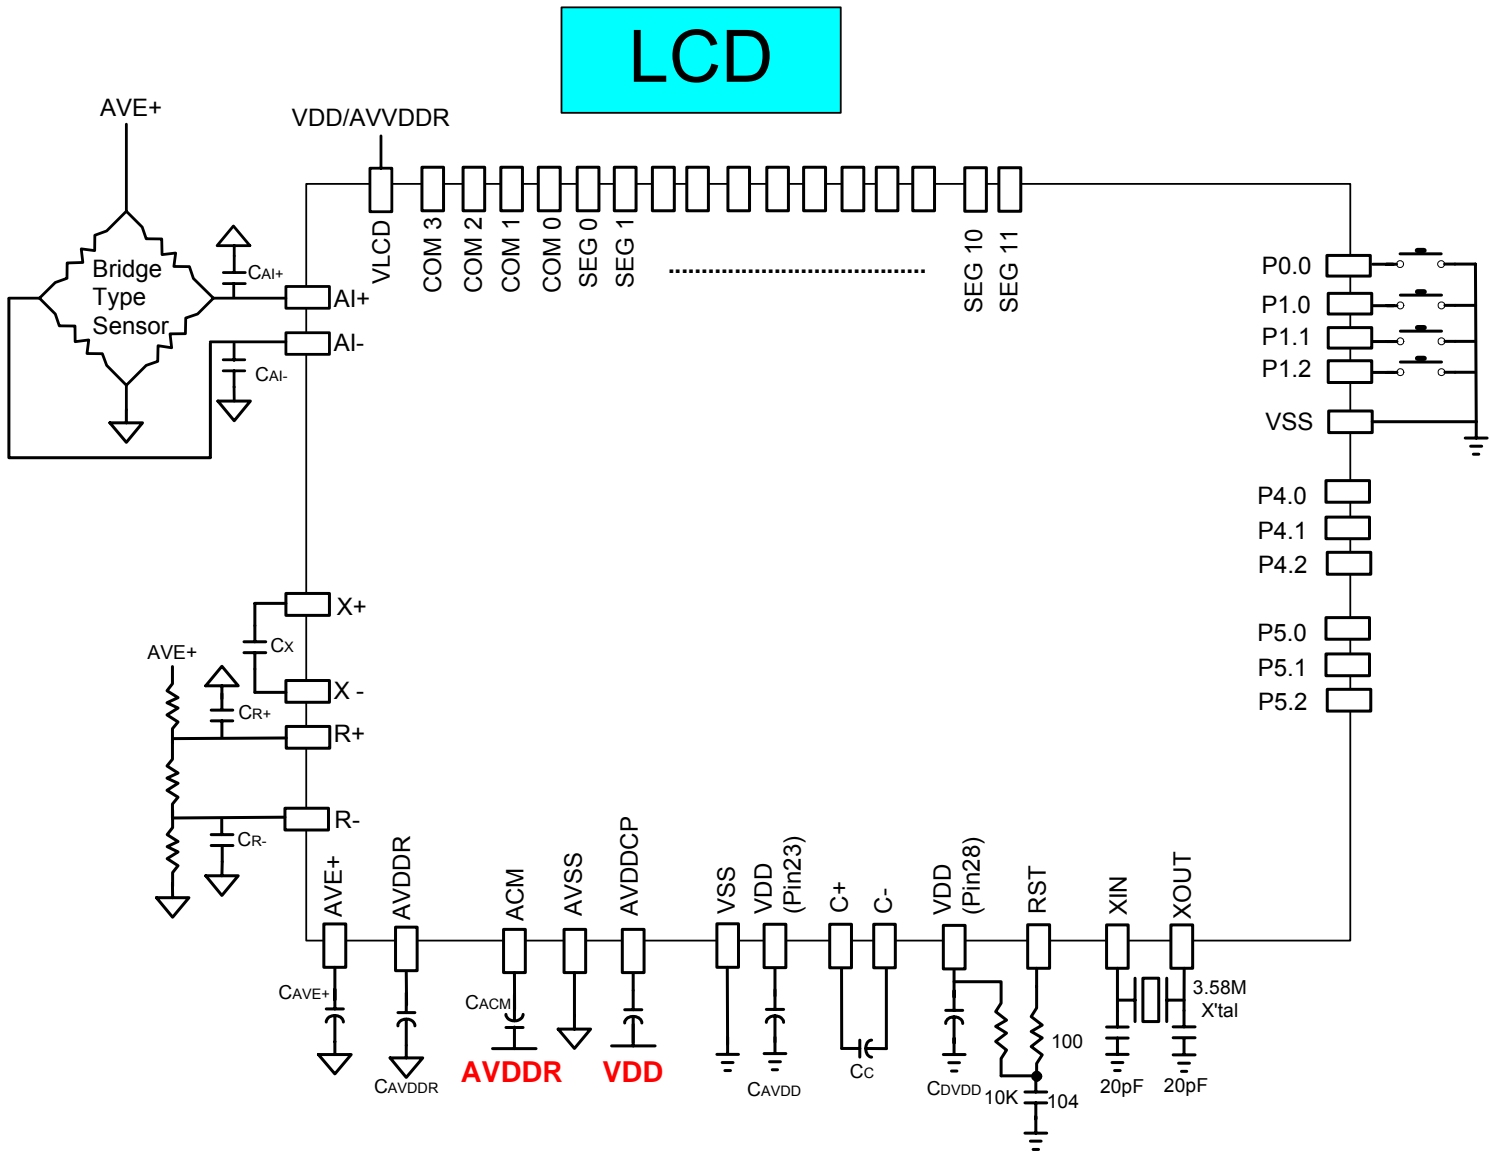 LCD
AVE+
VDD/AVVDDR
VLCD
COM 3
COM 2
COM 1
COM 0
SEG 0
SEG 1
SEG 10
SEG 11
Bridge
Type
Sensor
CAI+
AI+
AI-
CAI-
P0.0
P1.0
P1.1
P1.2
VSS
P4.0
P4.1
P4.2
P5.0
P5.1
P5.2
X+
CX
X -
AVE+
CR+
R+
R-
CR-
AVE+
AVDDR
ACM
AVSS
AVDDCP
VSS
VDD
(Pin23)
C+
C-
VDD
(Pin28)
RST
XIN
XOUT
CAVE+
CAVDDR
CACM
AVDDR
VDD
CAVDD
CC
CDVDD
10K
100
104
3.58M
X'tal
20pF
20pF